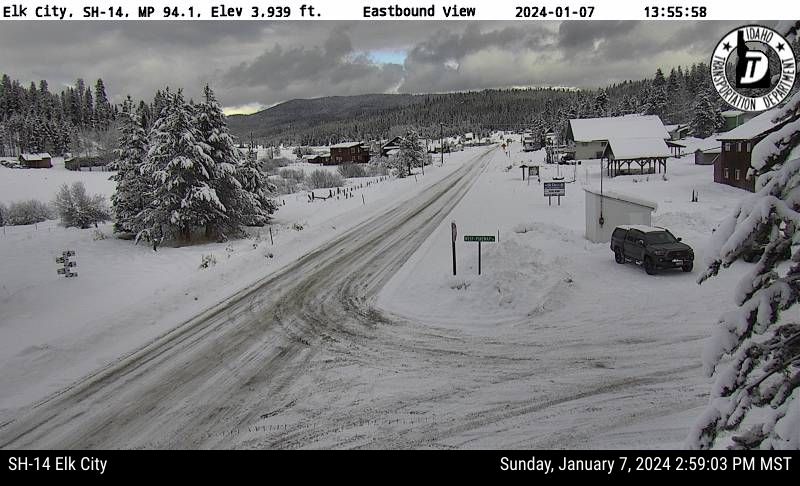 Elk City, SH-14, MP 94.1, Elev 3,939 ft. Eastbound View 2024-01-07 13:55:58
IDAHO
TRANSPORTATION DEPARTMENT
SH-14 Elk City Sunday, January 7, 2024 2:59:03 PM MST